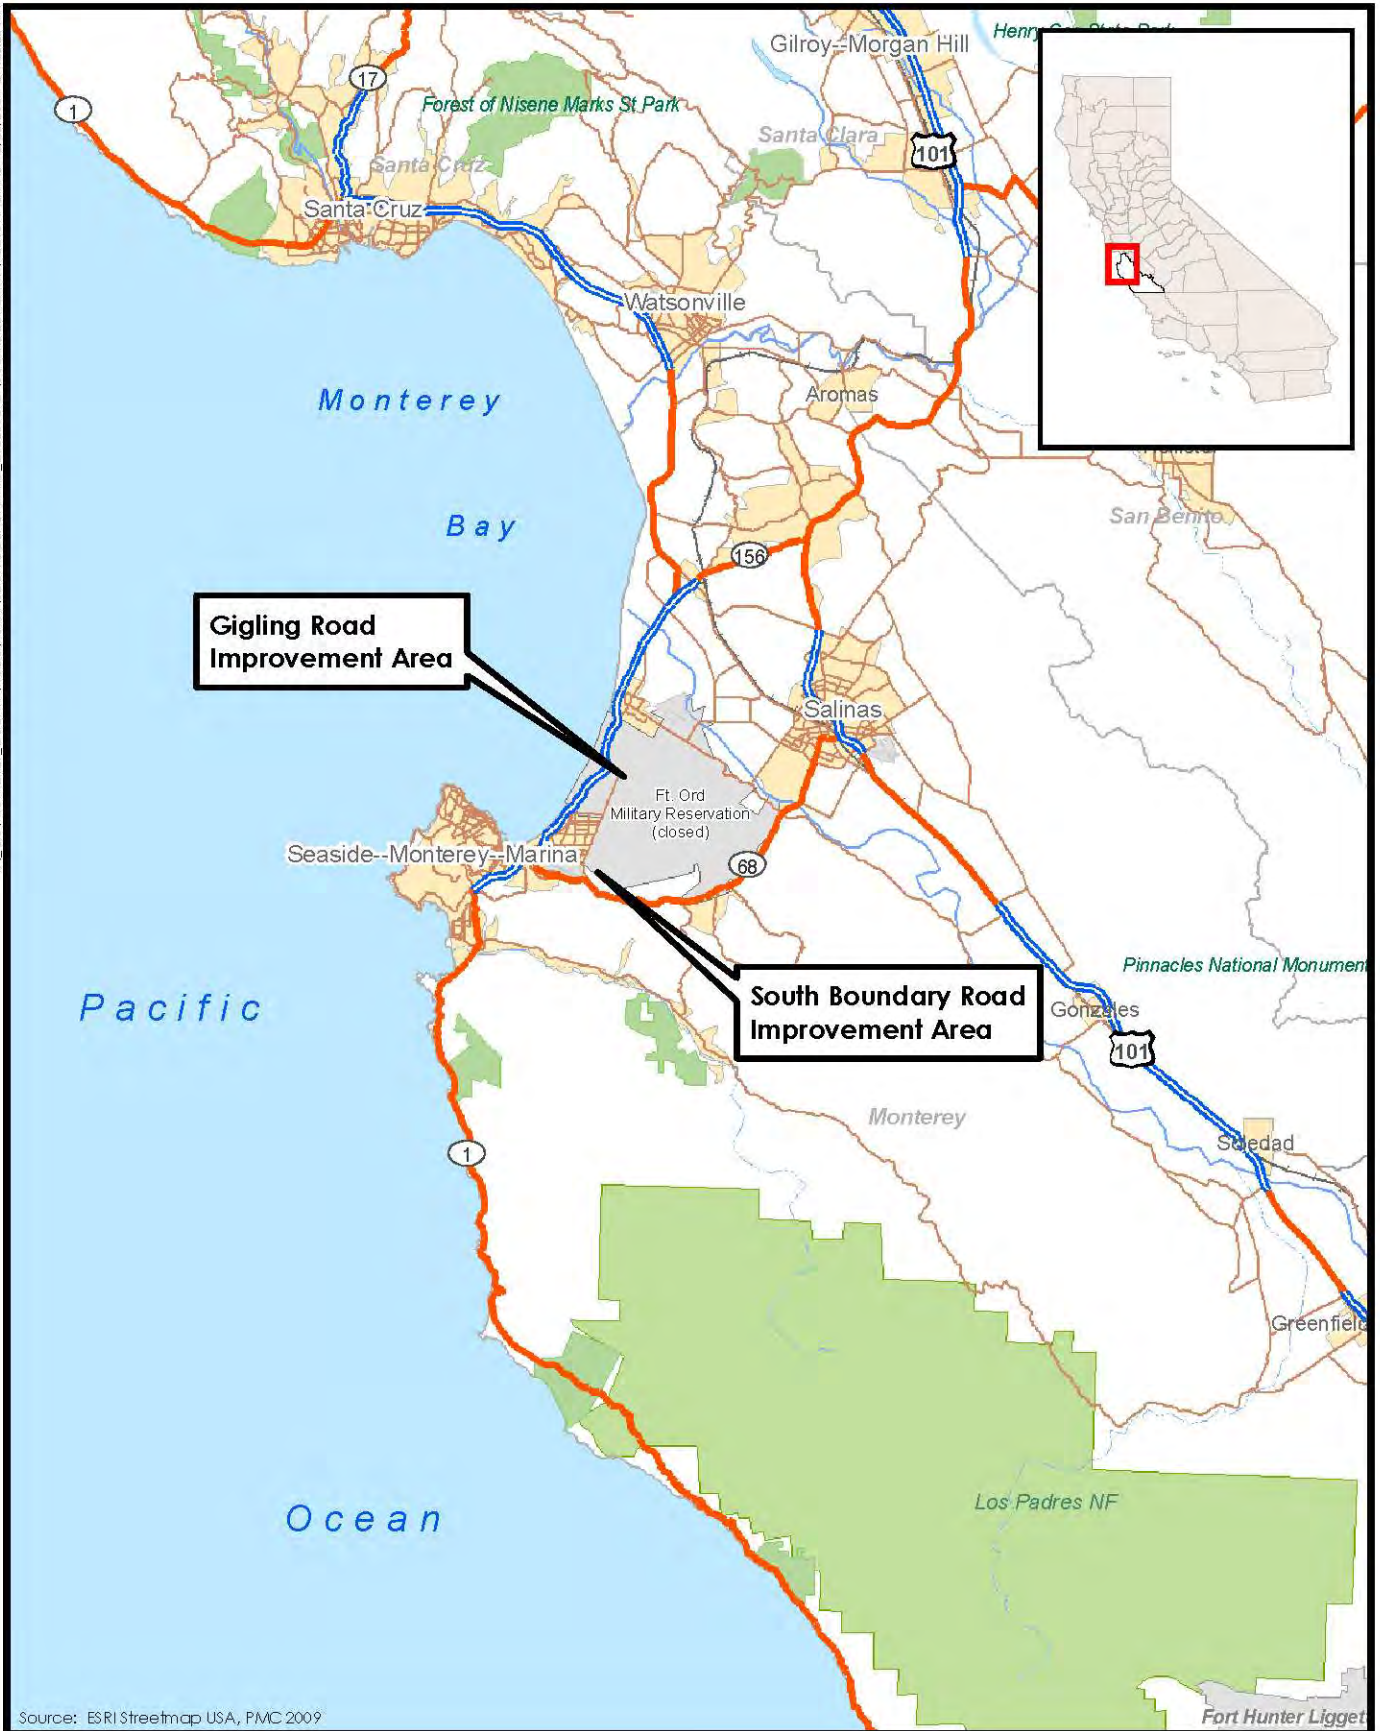 Gilroy--Morgan Hill
17
1
Forest of Nisene Marks St Park
Santa Clara
101
Santa Cruz
Santa Cruz
Watsonville
Monterey
Aromas
San Benito
Bay
156
Gigling Road
Improvement Area
Salinas
Ft. Ord
Military Reservation
(closed)
Seaside--Monterey--Marina
68
Pinnacles National Monument
South Boundary Road
Improvement Area
Pacific
Gonzales
101
Monterey
Soledad
1
Greenfield
Los Padres NF
Ocean
Source: ESRI Streetmap USA, PMC 2009
Fort Hunter Ligget